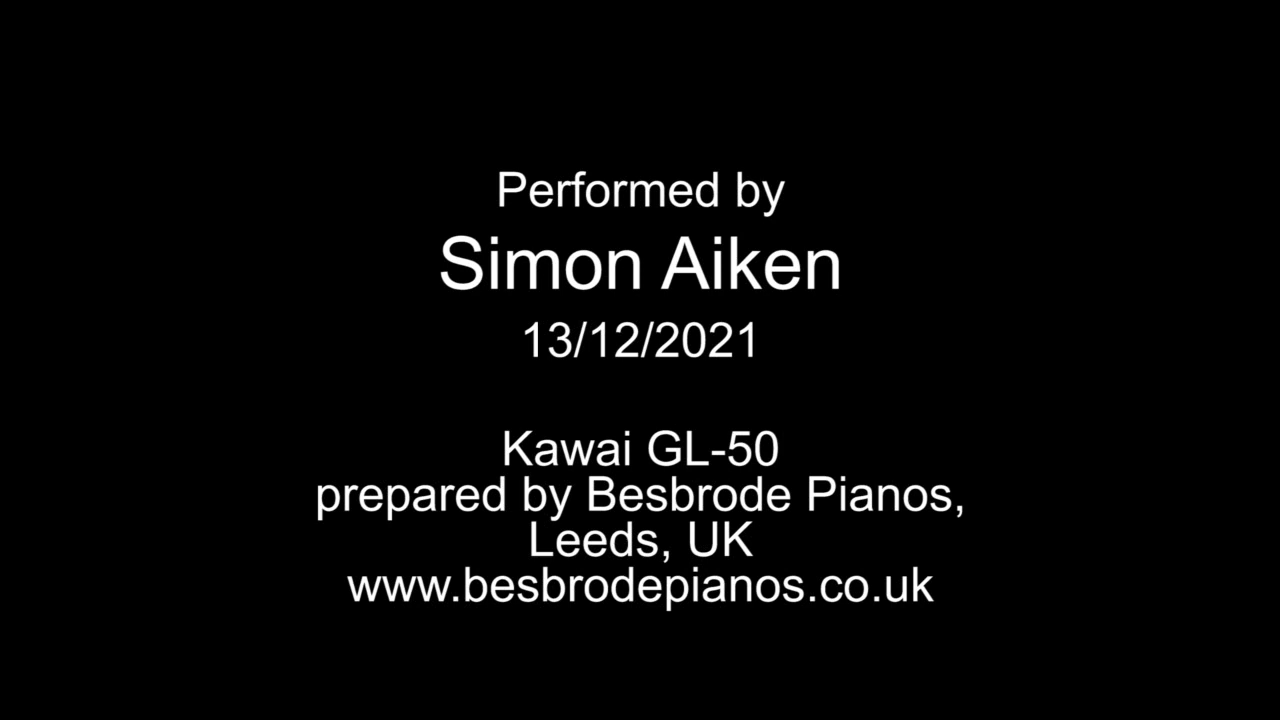 Performed by
Simon Aiken
13/12/2021
Kawai GL-50
prepared by Besbrode Pianos,
Leeds, UK
www.besbrodepianos.co.uk